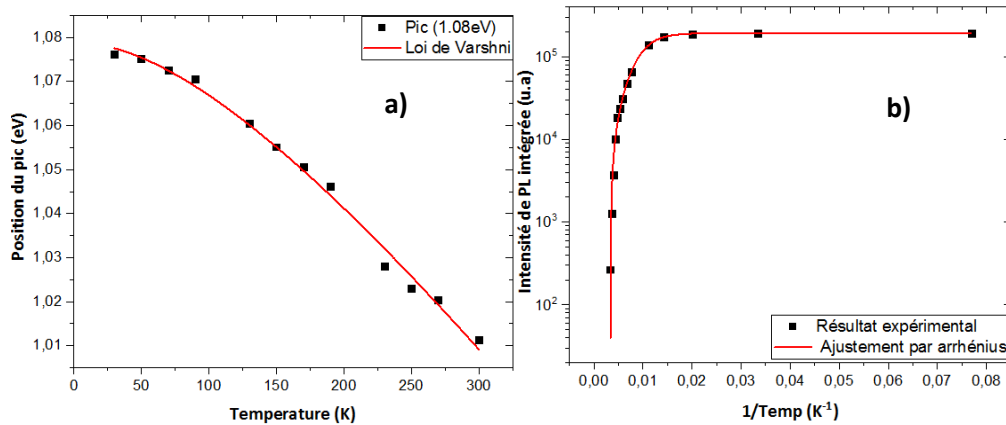 1,08
1,07
1,06
1,05
1,04
1,03
1,02
1,01
Position du pic (eV)
0
50
100
150
200
250
300
Temperature (K)
Pic (1.08eV)
Loi de Varshni
a)
10⁵
10⁴
10³
10²
Intensité de PL intégrée (u.a)
0,00
0,01
0,02
0,03
0,04
0,05
0,06
0,07
0,08
1/Temp (K⁻¹)
b)
Résultat expérimental
Ajustement par arrhénius